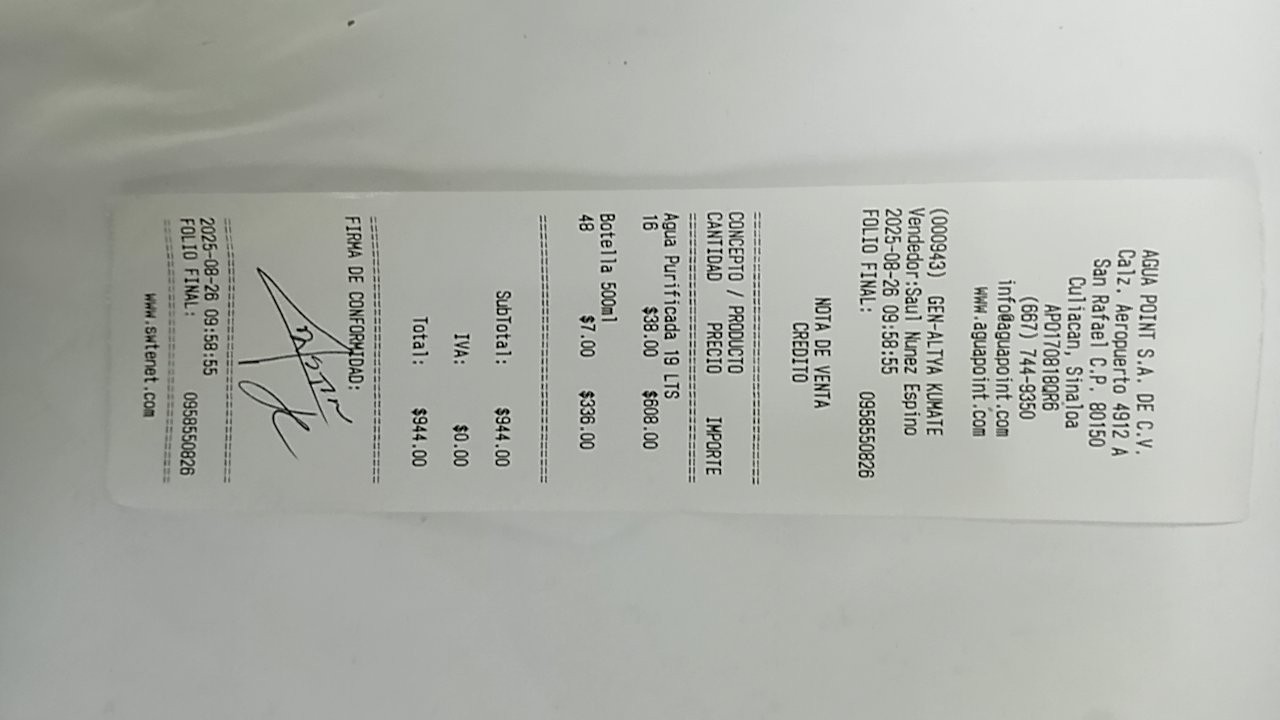 AGUA POINT S.A. DE C.V.
Calz. Aeropuerto 4912 A
San Rafael C.P. 80150
Culiacan, Sinaloa
APO170818QR6
(667) 744-9350
info@aguapoint.com
www.aguapoint.com
(000943) GEN-ALTYA KUMATE
Vendedor:Saul Nunez Espino
2025-08-26 09:58:55
FOLIO FINAL: 0958550826
NOTA DE VENTA
CREDITO
==============================
CONCEPTO / PRODUCTO
CANTIDAD PRECIO IMPORTE
==============================
Agua Purificada 19 LTS
16 $38.00 $608.00
Botella 500ml
48 $7.00 $336.00
==============================
SubTotal: $944.00
IVA: $0.00
Total: $944.00
==============================
FIRMA DE CONFORMIDAD:
==============================
2025-08-26 09:58:55
FOLIO FINAL: 0958550826
==============================
www.swtenet.com